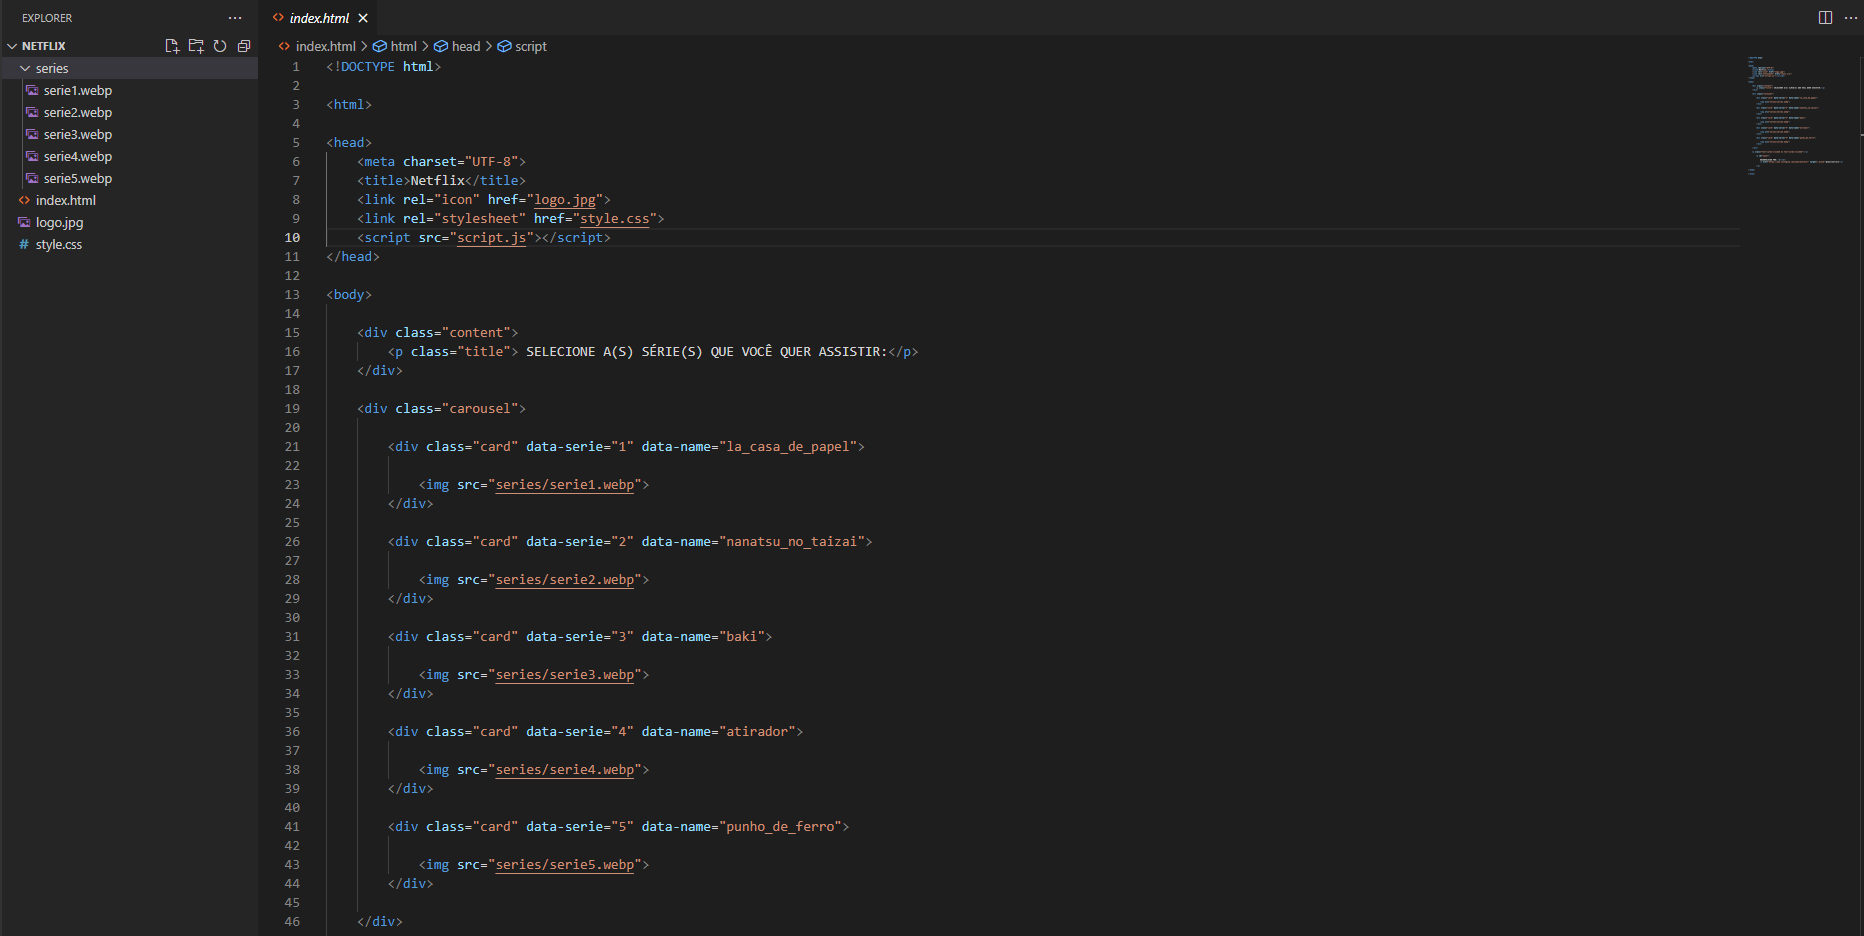 EXPLORER
index.html
NETFLIX
series
serie1.webp
serie2.webp
serie3.webp
serie4.webp
serie5.webp
index.html
logo.jpg
# style.css
index.html > html > head > script
1 <!DOCTYPE html>
2
3 <html>
4
5 <head>
6 <meta charset="UTF-8">
7 <title>Netflix</title>
8 <link rel="icon" href="logo.jpg">
9 <link rel="stylesheet" href="style.css">
10 <script src="script.js"></script>
11 </head>
12
13 <body>
14
15 <div class="content">
16 <p class="title"> SELECIONE A(S) SÉRIE(S) QUE VOCÊ QUER ASSISTIR:</p>
17 </div>
18
19 <div class="carousel">
20
21 <div class="card" data-serie="1" data-name="la_casa_de_papel">
22
23 <img src="series/serie1.webp">
24 </div>
25
26 <div class="card" data-serie="2" data-name="nanatsu_no_taizai">
27
28 <img src="series/serie2.webp">
29 </div>
30
31 <div class="card" data-serie="3" data-name="baki">
32
33 <img src="series/serie3.webp">
34 </div>
35
36 <div class="card" data-serie="4" data-name="atirador">
37
38 <img src="series/serie4.webp">
39 </div>
40
41 <div class="card" data-serie="5" data-name="punho_de_ferro">
42
43 <img src="series/serie5.webp">
44 </div>
45
46 </div>